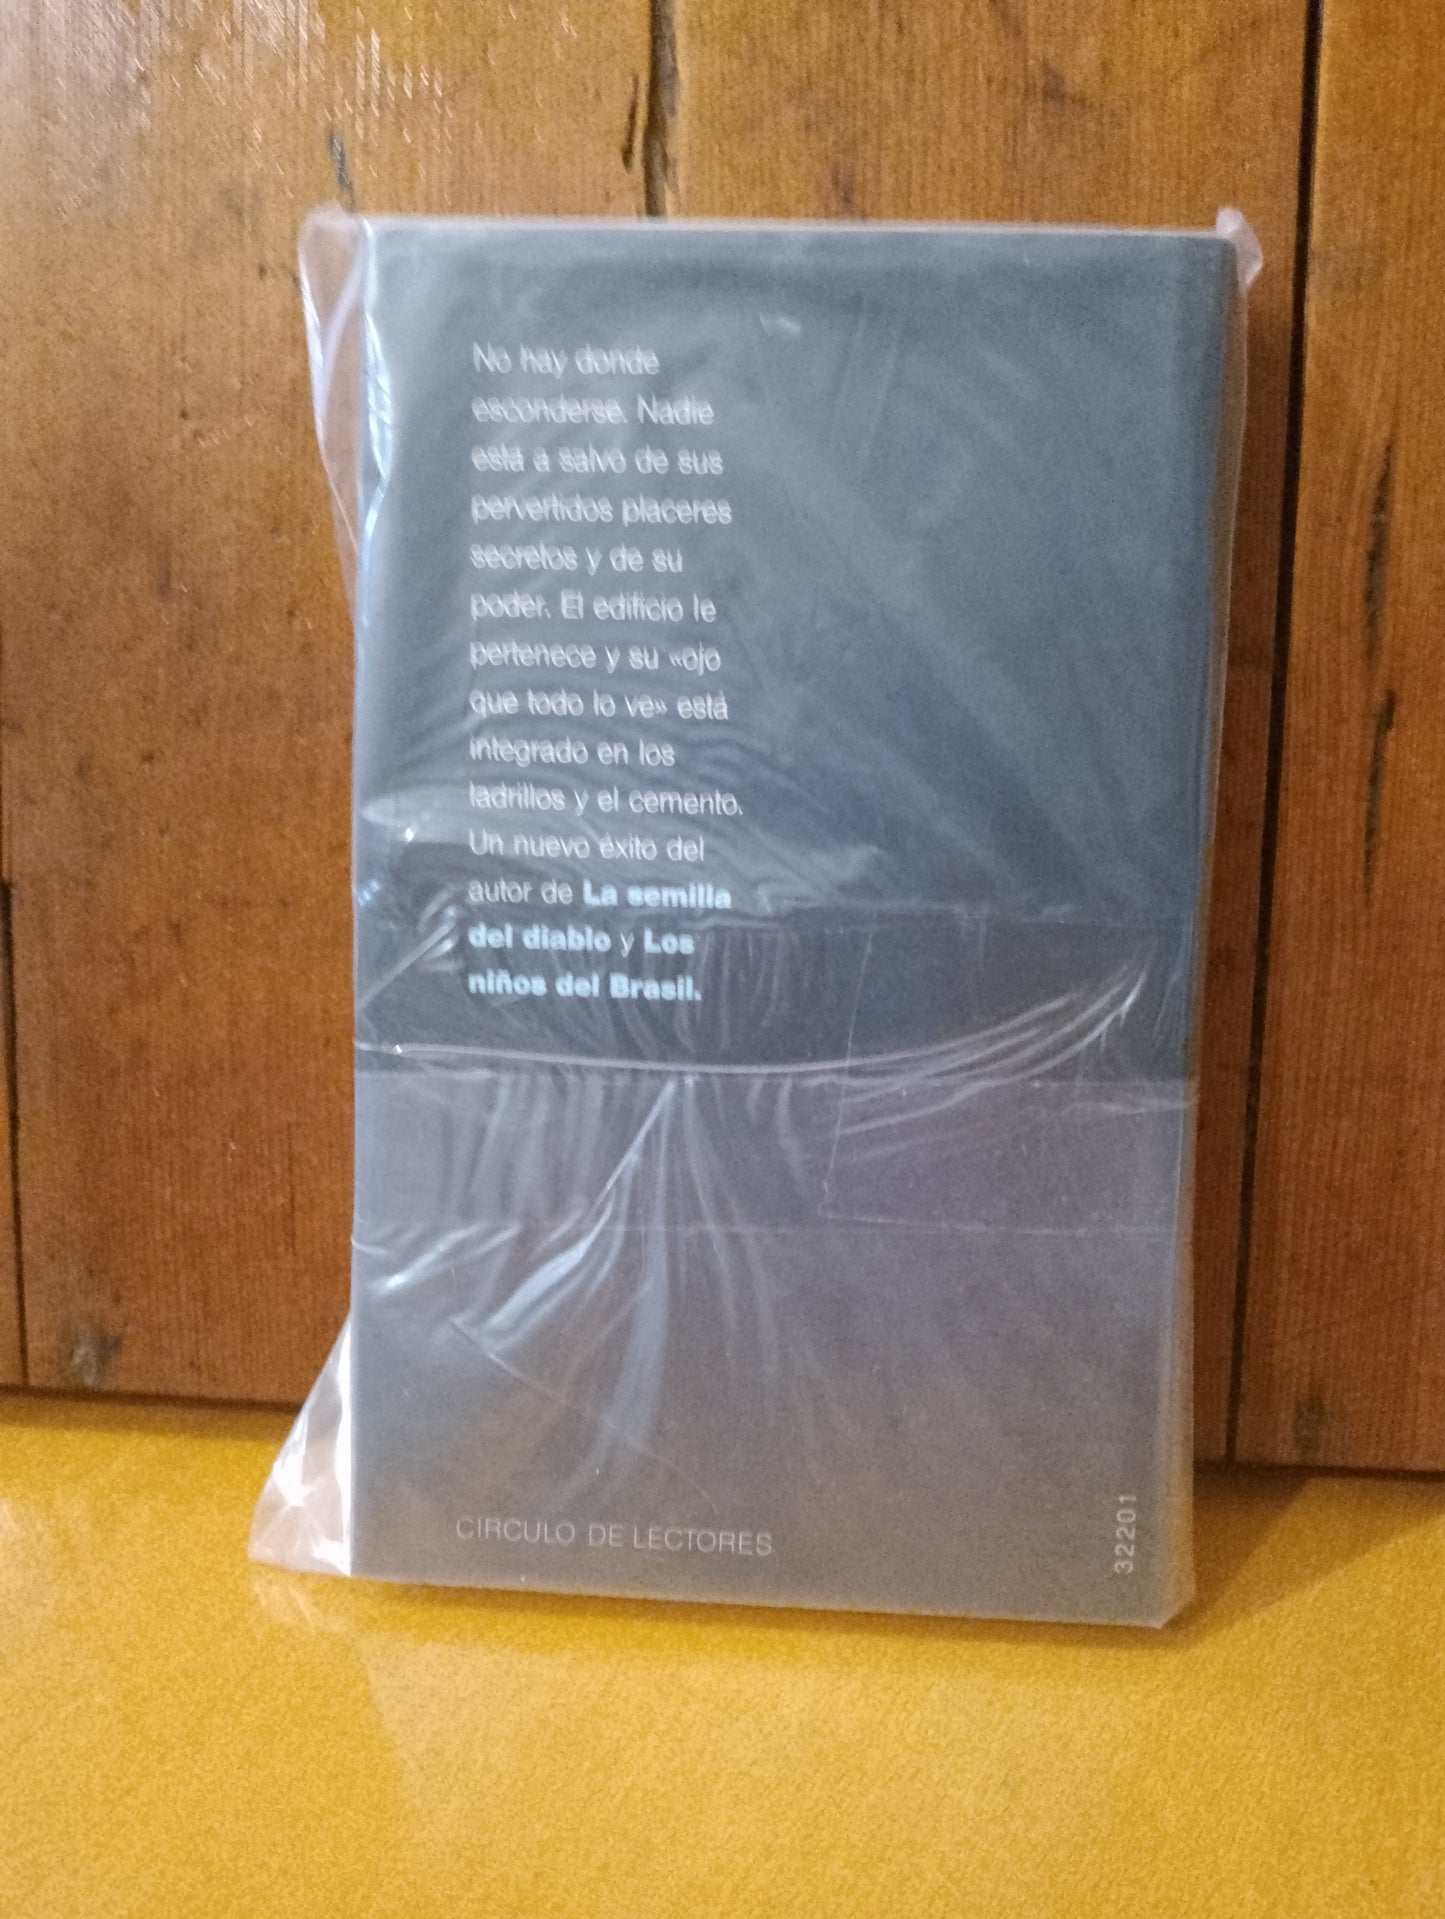 No hay donde
esconderse. Nadie
está a salvo de sus
pervertidos placeres
secretos y de su
poder. El edificio le
pertenece y su «ojo
que todo lo ve» está
integrado en los
ladrillos y el cemento.
Un nuevo éxito del
autor de La semilla
del diablo y Los
niños del Brasil.
CIRCULO DE LECTORES
32201